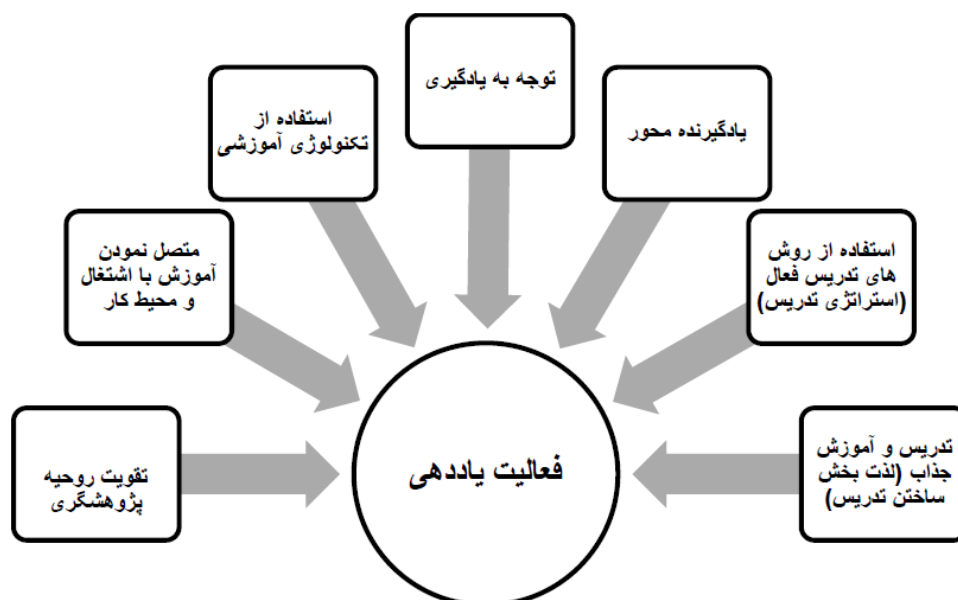 توجه به یادگیری
یادگیرنده محور
استفاده از روش
های تدریس فعال
(استراتژی تدریس)
تدریس و آموزش
جذاب (لذت بخش
ساختن تدریس)
استفاده از
تکنولوژی آموزشی
متصل نمودن
آموزش با اشتغال
و محیط کار
تقویت روحیه
پژوهشگری
فعالیت یاددهی